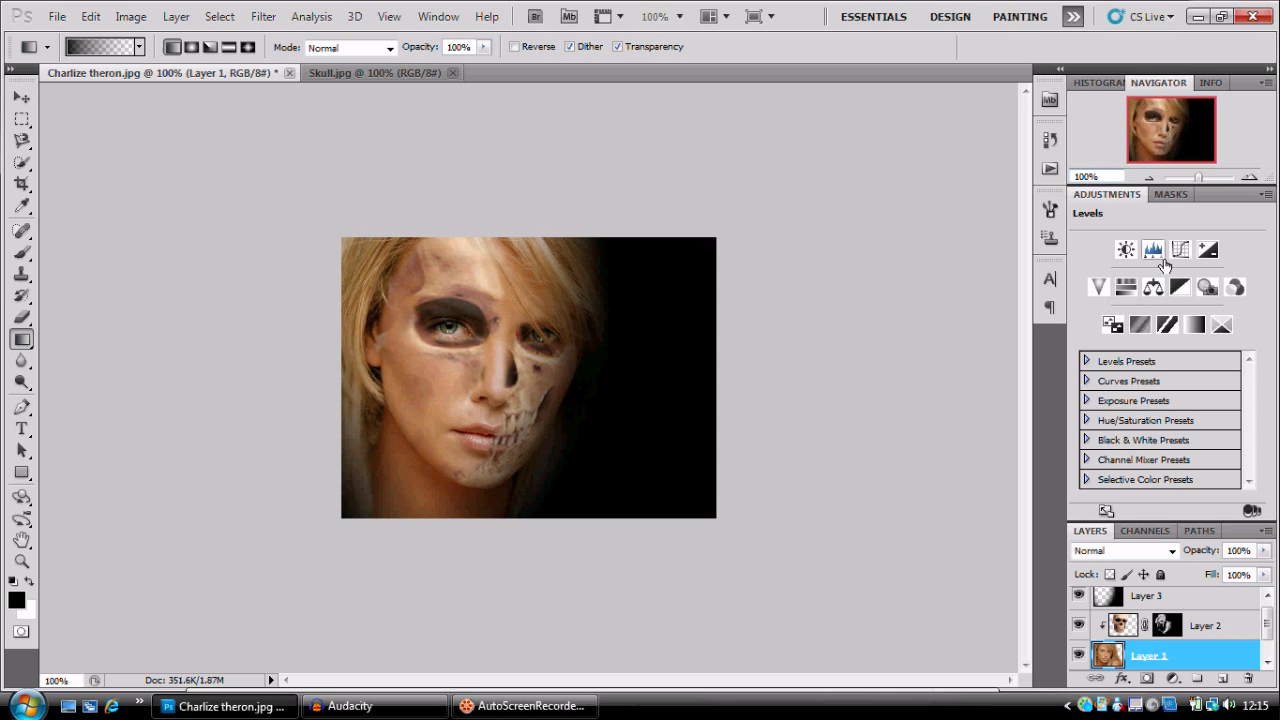 Ps File Edit Image Layer Select Filter Analysis 3D View Window Help Br Mb 100% ESSENTIALS DESIGN PAINTING CS Live
Mode: Normal Opacity: 100% Reverse Dither Transparency
Charlize theron.jpg @ 100% (Layer 1, RGB/8#) * Skull.jpg @ 100% (RGB/8#)
HISTOGRAM NAVIGATOR INFO
Mb
100%
ADJUSTMENTS MASKS
Levels
Levels Presets
Curves Presets
Exposure Presets
Hue/Saturation Presets
Black & White Presets
Channel Mixer Presets
Selective Color Presets
LAYERS CHANNELS PATHS
Normal Opacity: 100%
Lock: Fill: 100%
Layer 3
Layer 2
Layer 1
100% Doc: 351.6K/1.87M
Ps Charlize theron.jpg ... Audacity AutoScreenRecorde... 12:15